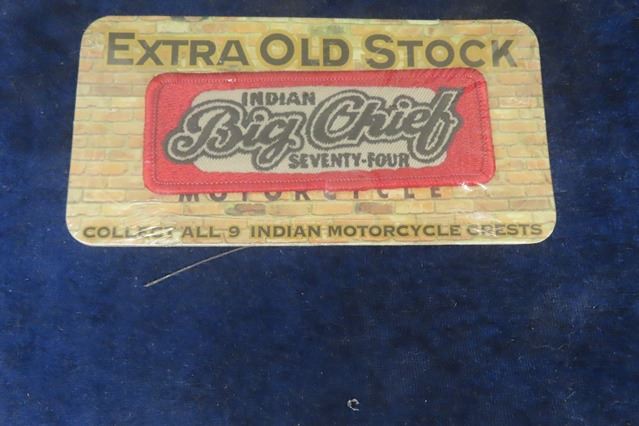 EXTRA OLD STOCK
INDIAN
Big Chief
SEVENTY-FOUR
MOTORCYCLE
COLLECT ALL 9 INDIAN MOTORCYCLE CRESTS